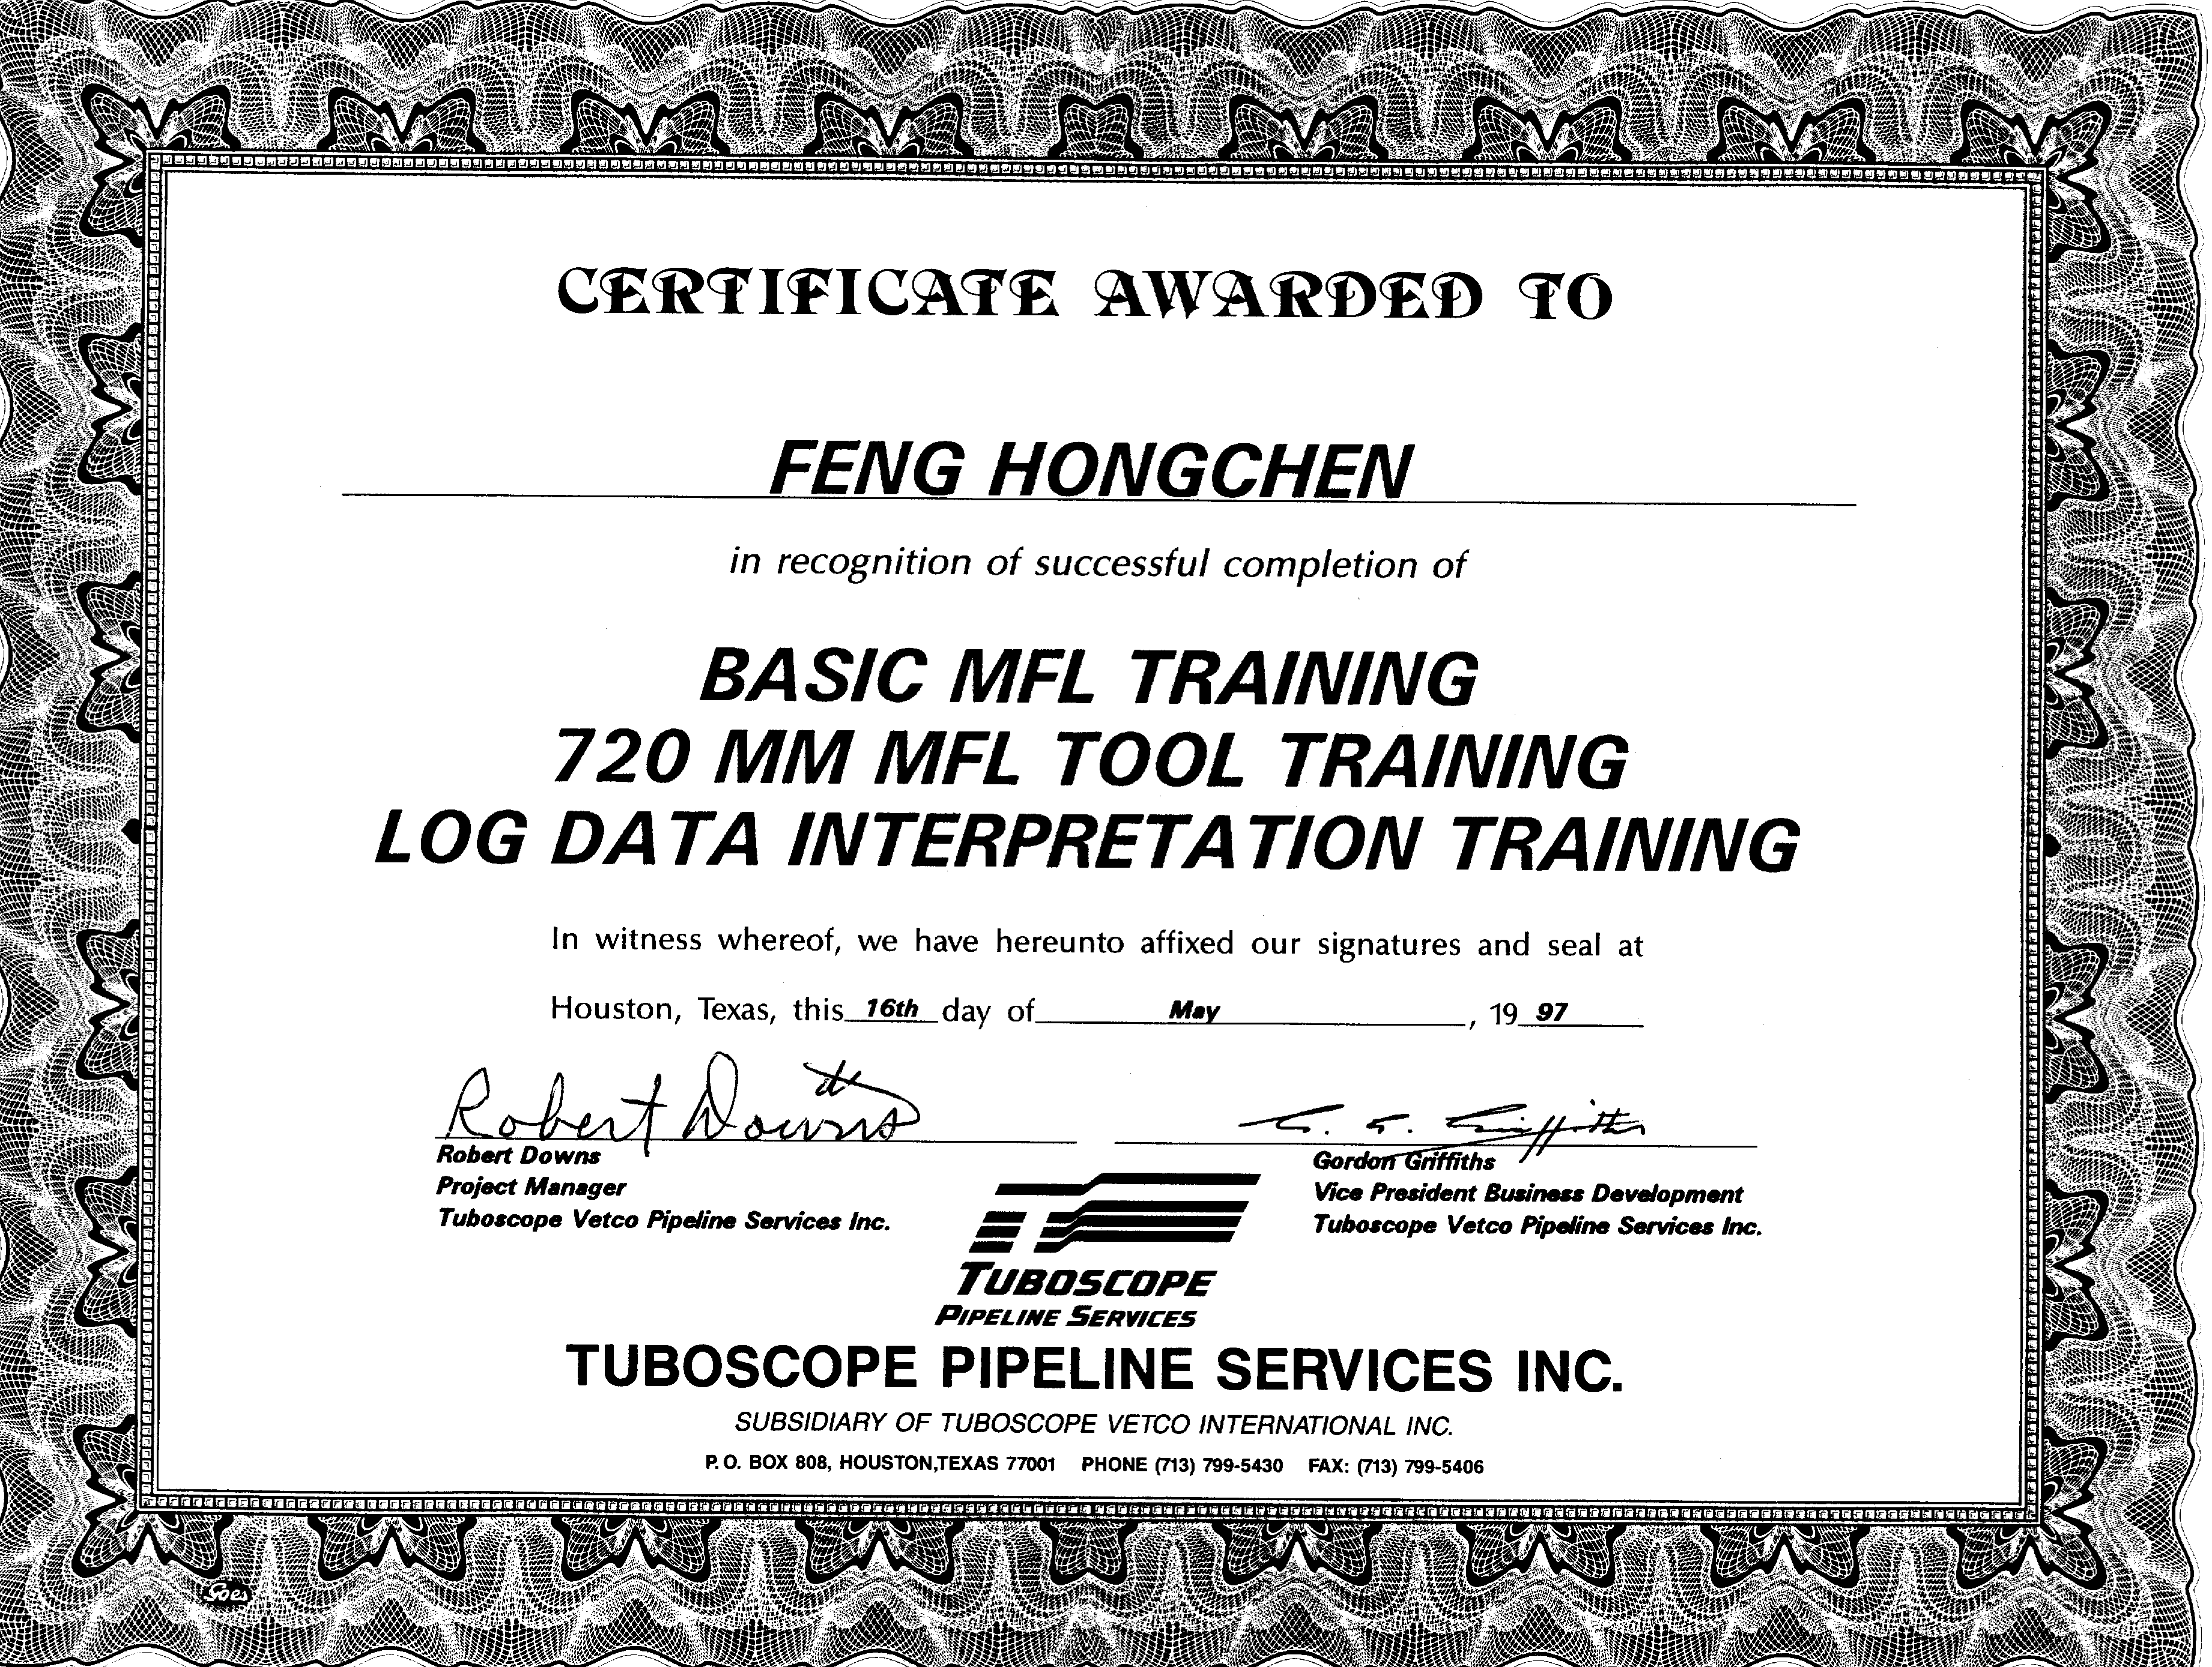 CERTIFICATE AWARDED TO
FENG HONGCHEN
in recognition of successful completion of
BASIC MFL TRAINING
720 MM MFL TOOL TRAINING
LOG DATA INTERPRETATION TRAINING
In witness whereof, we have hereunto affixed our signatures and seal at
Houston, Texas, this 16th day of May, 19 97
Robert Downs
Robert Downs
Project Manager
Tuboscope Vetco Pipeline Services Inc.
Griffiths
Gordon Griffiths
Vice President Business Development
Tuboscope Vetco Pipeline Services Inc.
TUBOSCOPE
PIPELINE SERVICES
TUBOSCOPE PIPELINE SERVICES INC.
SUBSIDIARY OF TUBOSCOPE VETCO INTERNATIONAL INC.
P. O. BOX 808, HOUSTON,TEXAS 77001 PHONE (713) 799-5430 FAX: (713) 799-5406
Goes